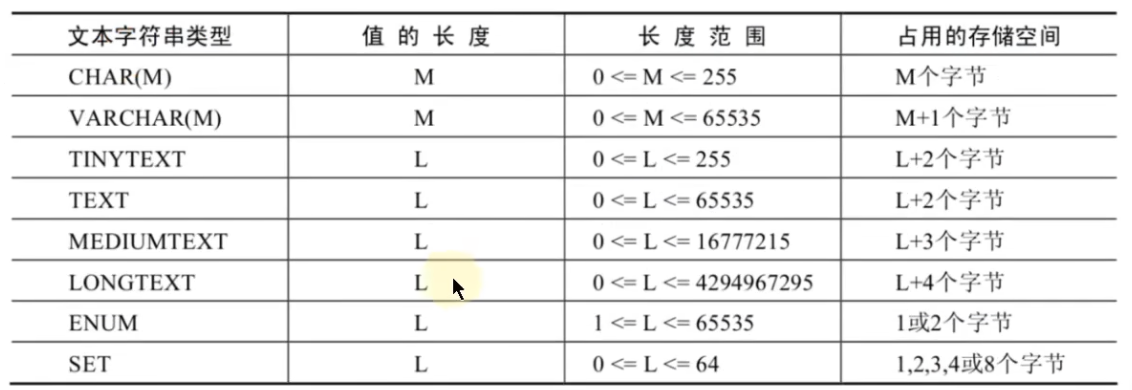 文本字符串类型 值的长度 长度范围 占用的存储空间
CHAR(M) M 0 <= M <= 255 M个字节
VARCHAR(M) M 0 <= M <= 65535 M+1个字节
TINYTEXT L 0 <= L <= 255 L+2个字节
TEXT L 0 <= L <= 65535 L+2个字节
MEDIUMTEXT L 0 <= L <= 16777215 L+3个字节
LONGTEXT L 0 <= L <= 4294967295 L+4个字节
ENUM L 1 <= L <= 65535 1或2个字节
SET L 0 <= L <= 64 1,2,3,4或8个字节